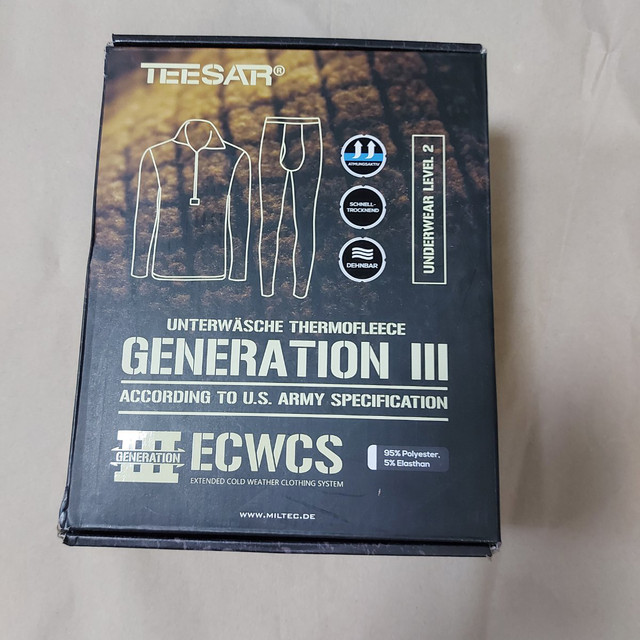 TEESAR®
ATMUNGSAKTIV
SCHNELL-
TROCKNEND
DEHNBAR
UNDERWEAR LEVEL 2
UNTERWÄSCHE THERMOFLEECE
GENERATION III
ACCORDING TO U.S. ARMY SPECIFICATION
III
GENERATION
ECWCS
EXTENDED COLD WEATHER CLOTHING SYSTEM
95% Polyester,
5% Elasthan
WWW.MILTEC.DE